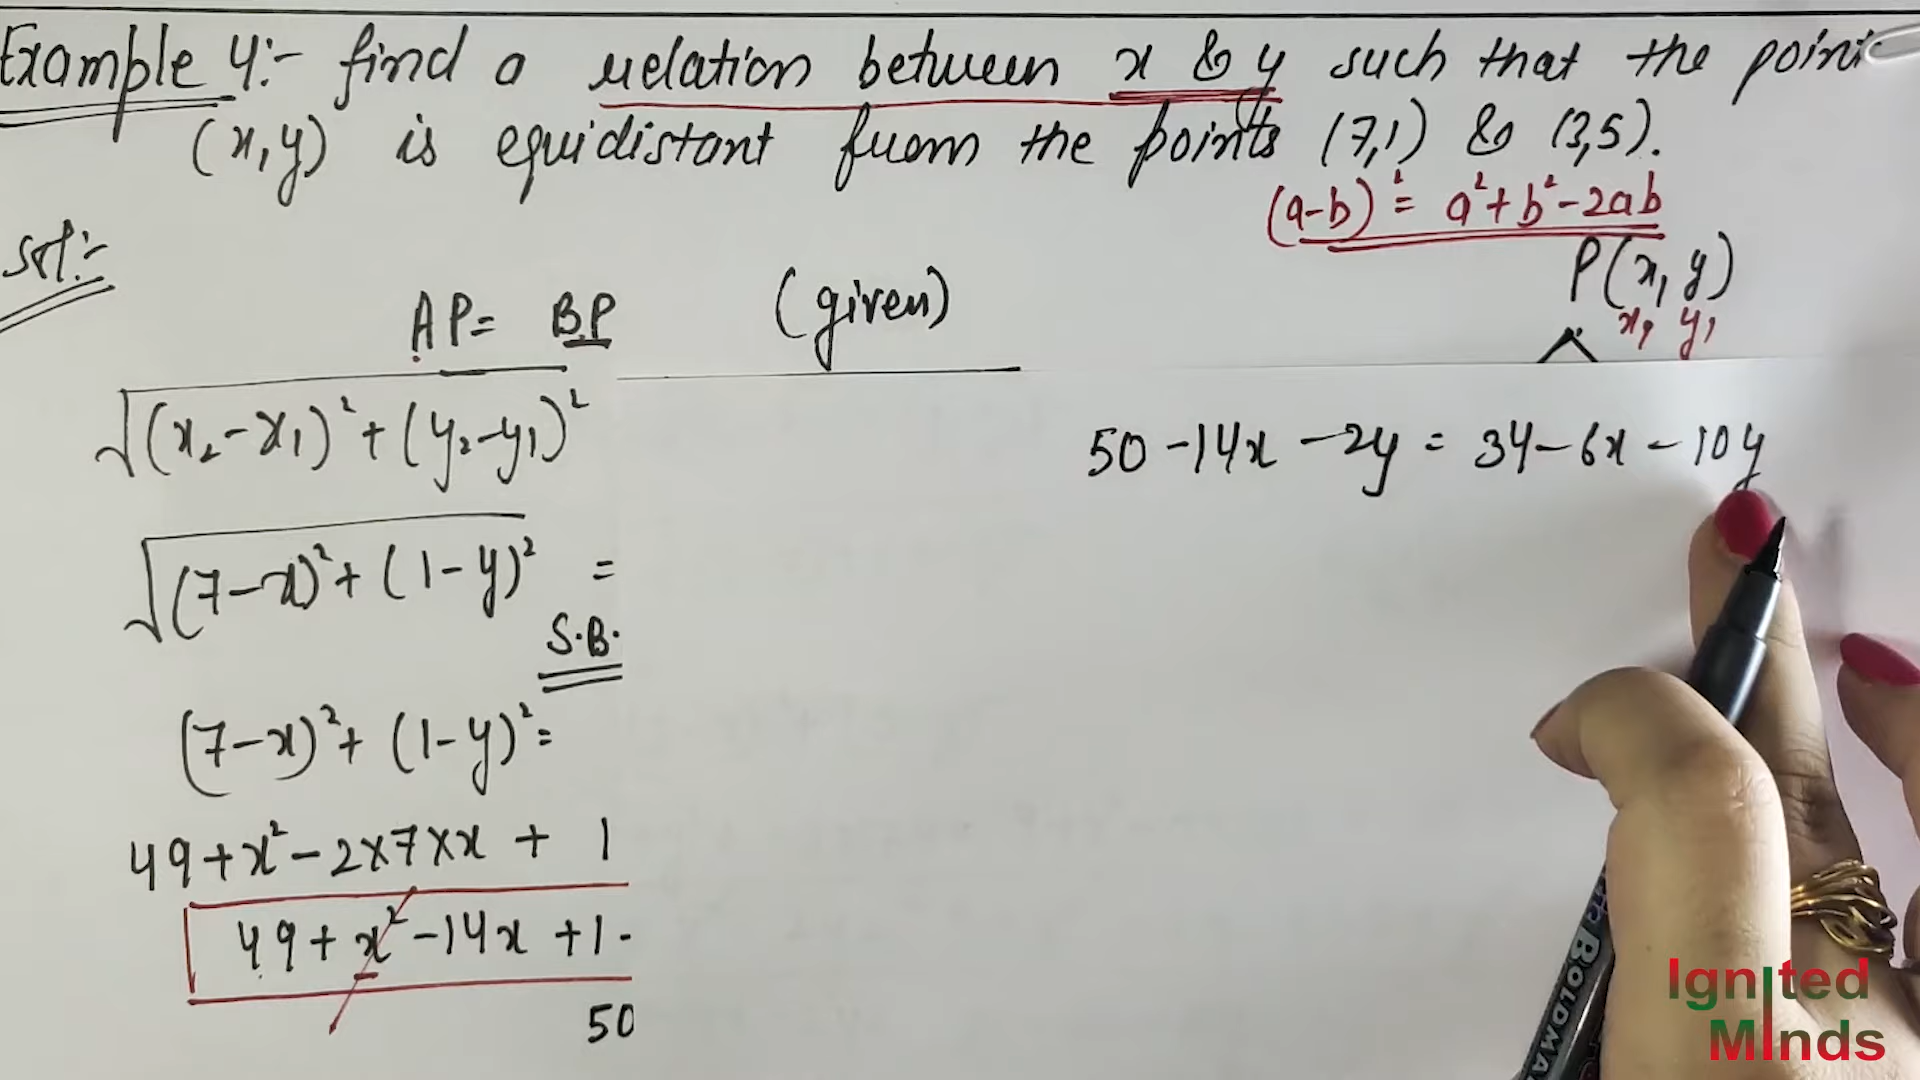 Example 4:- find a relation between x & y such that the point
(x,y) is equidistant from the points (7,1) & (3,5).
(a-b)² = a²+b²-2ab
Sol:-
P(x, y)
x₁ y₁
AP = BP (given)
√(x₂-x₁)²+(y₂-y₁)²
50 -14x -2y = 34-6x-10y
√(7-x)²+(1-y)² =
S.B.
(7-x)²+(1-y)² =
49+x²-2×7×x + 1
49+x²-14x +1-
50
BOLDMA
Ignited
Minds